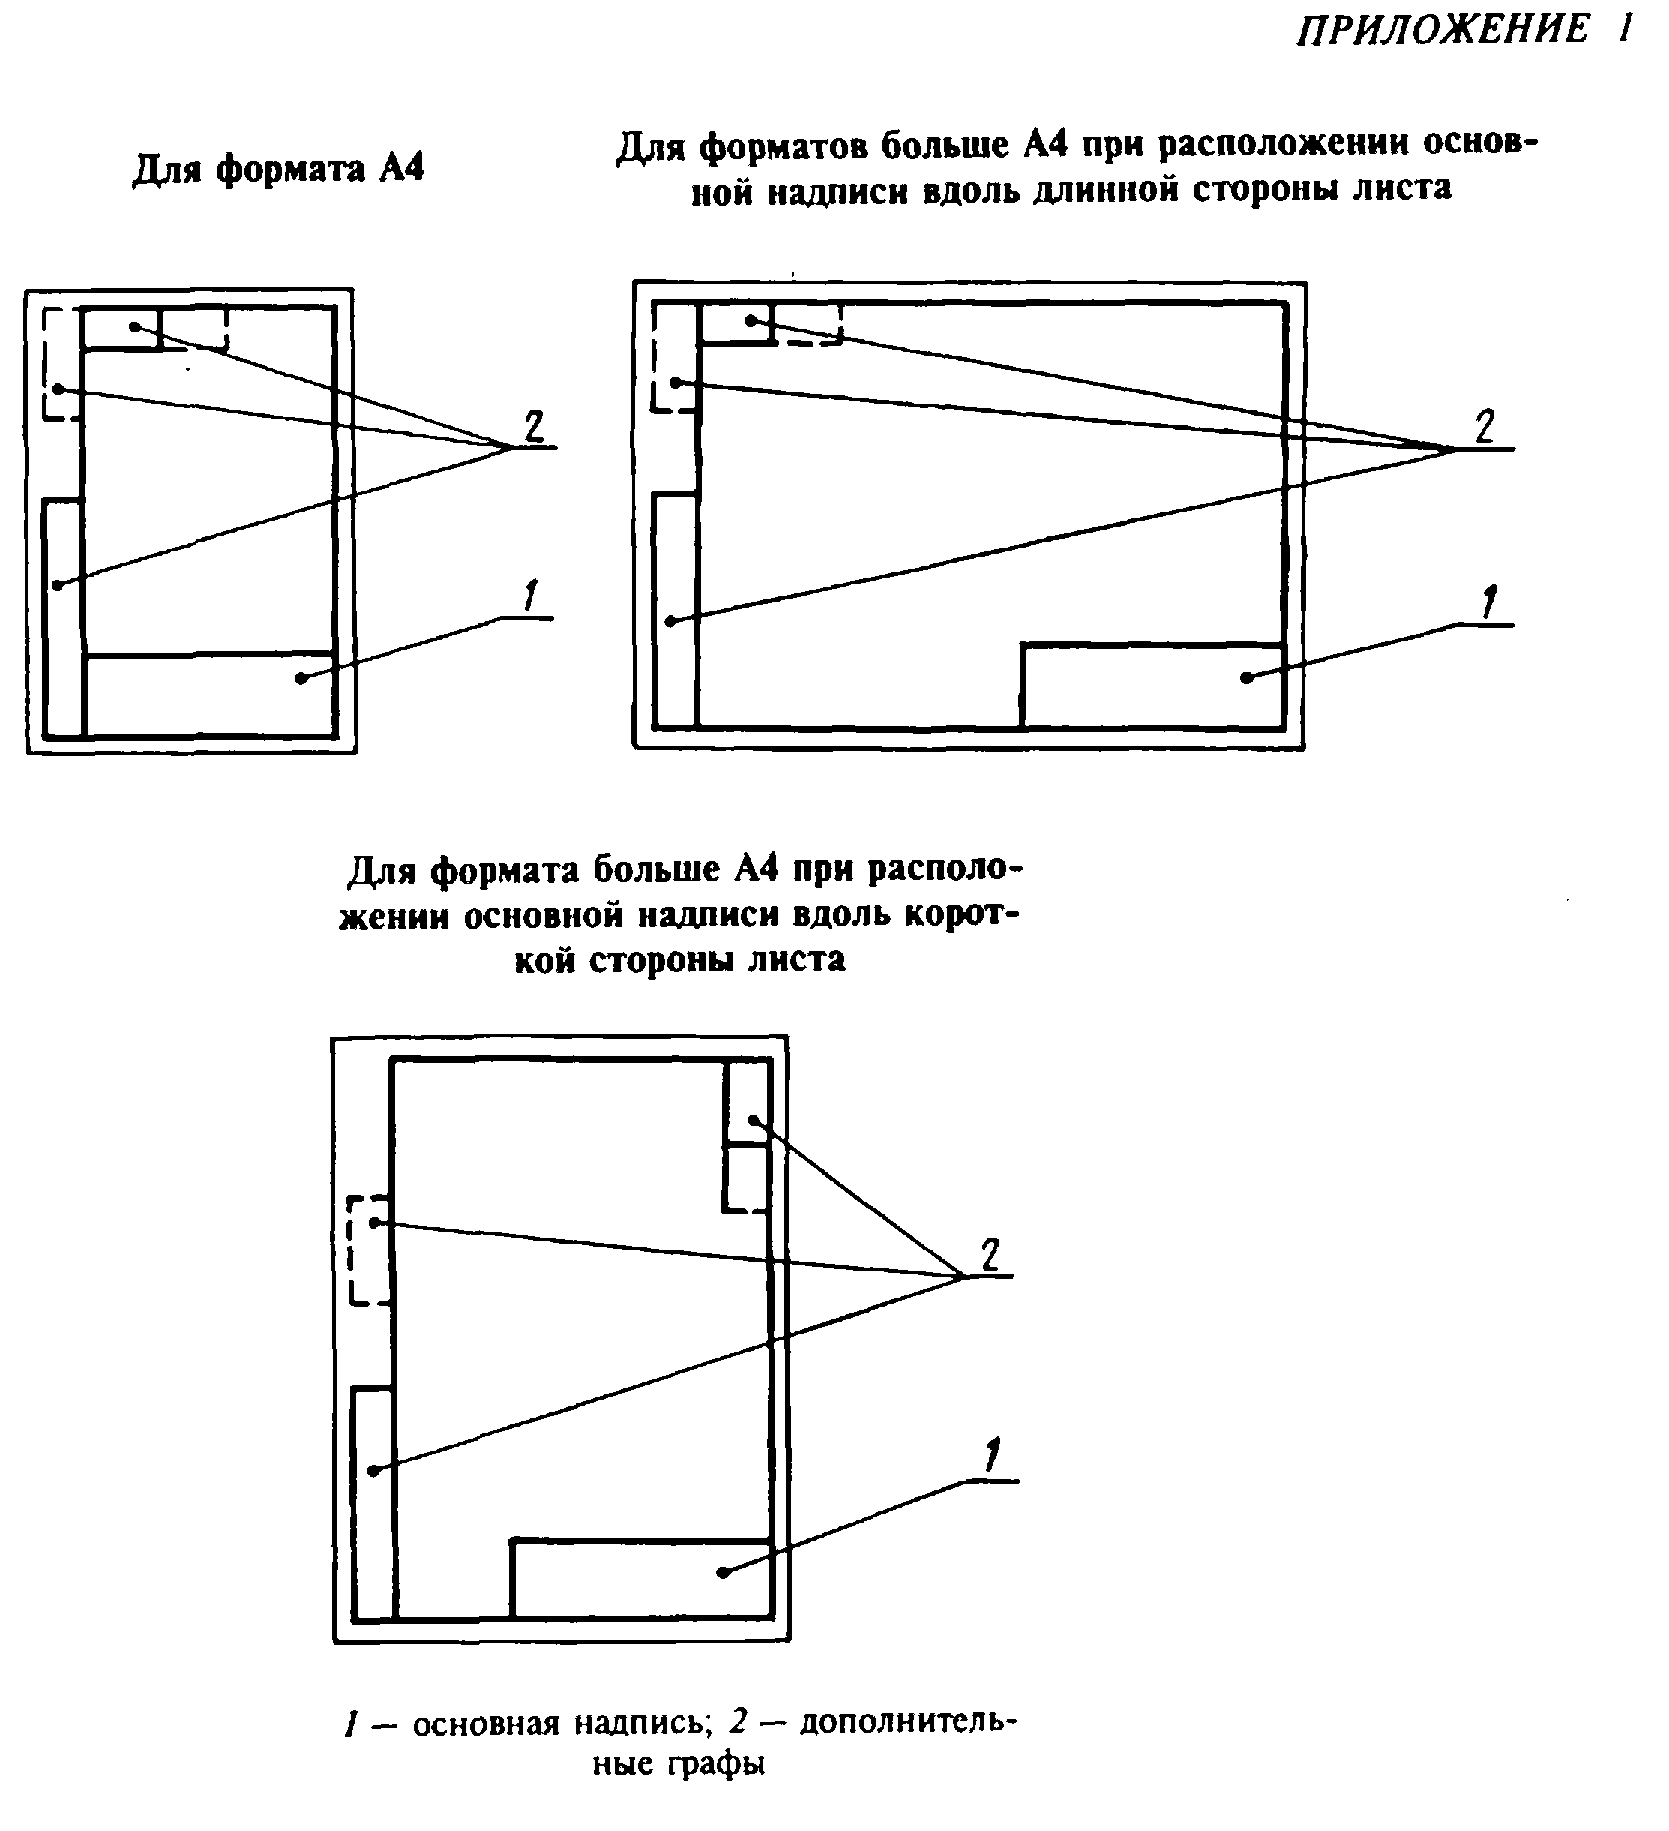 ПРИЛОЖЕНИЕ 1
Для формата А4
Для форматов больше А4 при расположении основ-
ной надписи вдоль длинной стороны листа
2
1
2
1
Для формата больше А4 при располо-
жении основной надписи вдоль корот-
кой стороны листа
2
1
1 — основная надпись; 2 — дополнитель-
ные графы